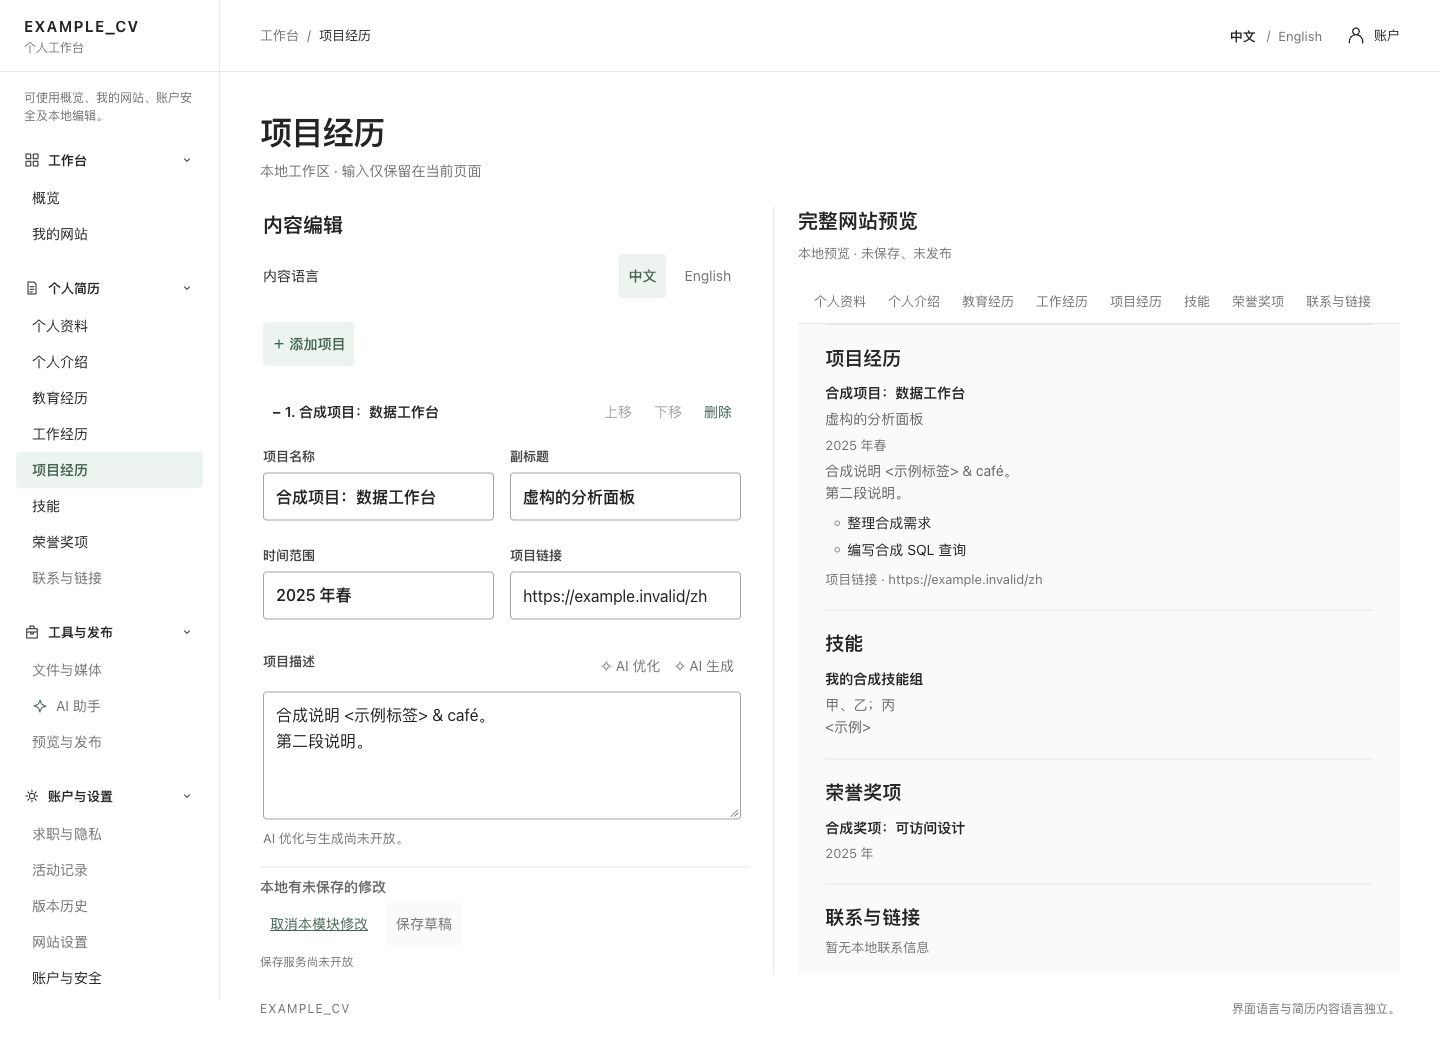 EXAMPLE_CV
个人工作台
工作台 / 项目经历
中文 / English
账户
可使用概览、我的网站、账户安
全及本地编辑。
工作台
概览
我的网站
个人简历
个人资料
个人介绍
教育经历
工作经历
项目经历
技能
荣誉奖项
联系与链接
工具与发布
文件与媒体
AI 助手
预览与发布
账户与设置
求职与隐私
活动记录
版本历史
网站设置
账户与安全
项目经历
本地工作区 · 输入仅保留在当前页面
内容编辑
内容语言
中文 English
+ 添加项目
– 1. 合成项目：数据工作台
上移 下移 删除
项目名称
合成项目：数据工作台
副标题
虚构的分析面板
时间范围
2025 年春
项目链接
https://example.invalid/zh
项目描述
AI 优化 AI 生成
合成说明 <示例标签> & café。
第二段说明。
AI 优化与生成尚未开放。
本地有未保存的修改
取消本模块修改 保存草稿
保存服务尚未开放
完整网站预览
本地预览 · 未保存、未发布
个人资料 个人介绍 教育经历 工作经历 项目经历 技能 荣誉奖项 联系与链接
项目经历
合成项目：数据工作台
虚构的分析面板
2025 年春
合成说明 <示例标签> & café。
第二段说明。
整理合成需求
编写合成 SQL 查询
项目链接 · https://example.invalid/zh
技能
我的合成技能组
甲、乙；丙
<示例>
荣誉奖项
合成奖项：可访问设计
2025 年
联系与链接
暂无本地联系信息
EXAMPLE_CV
界面语言与简历内容语言独立。